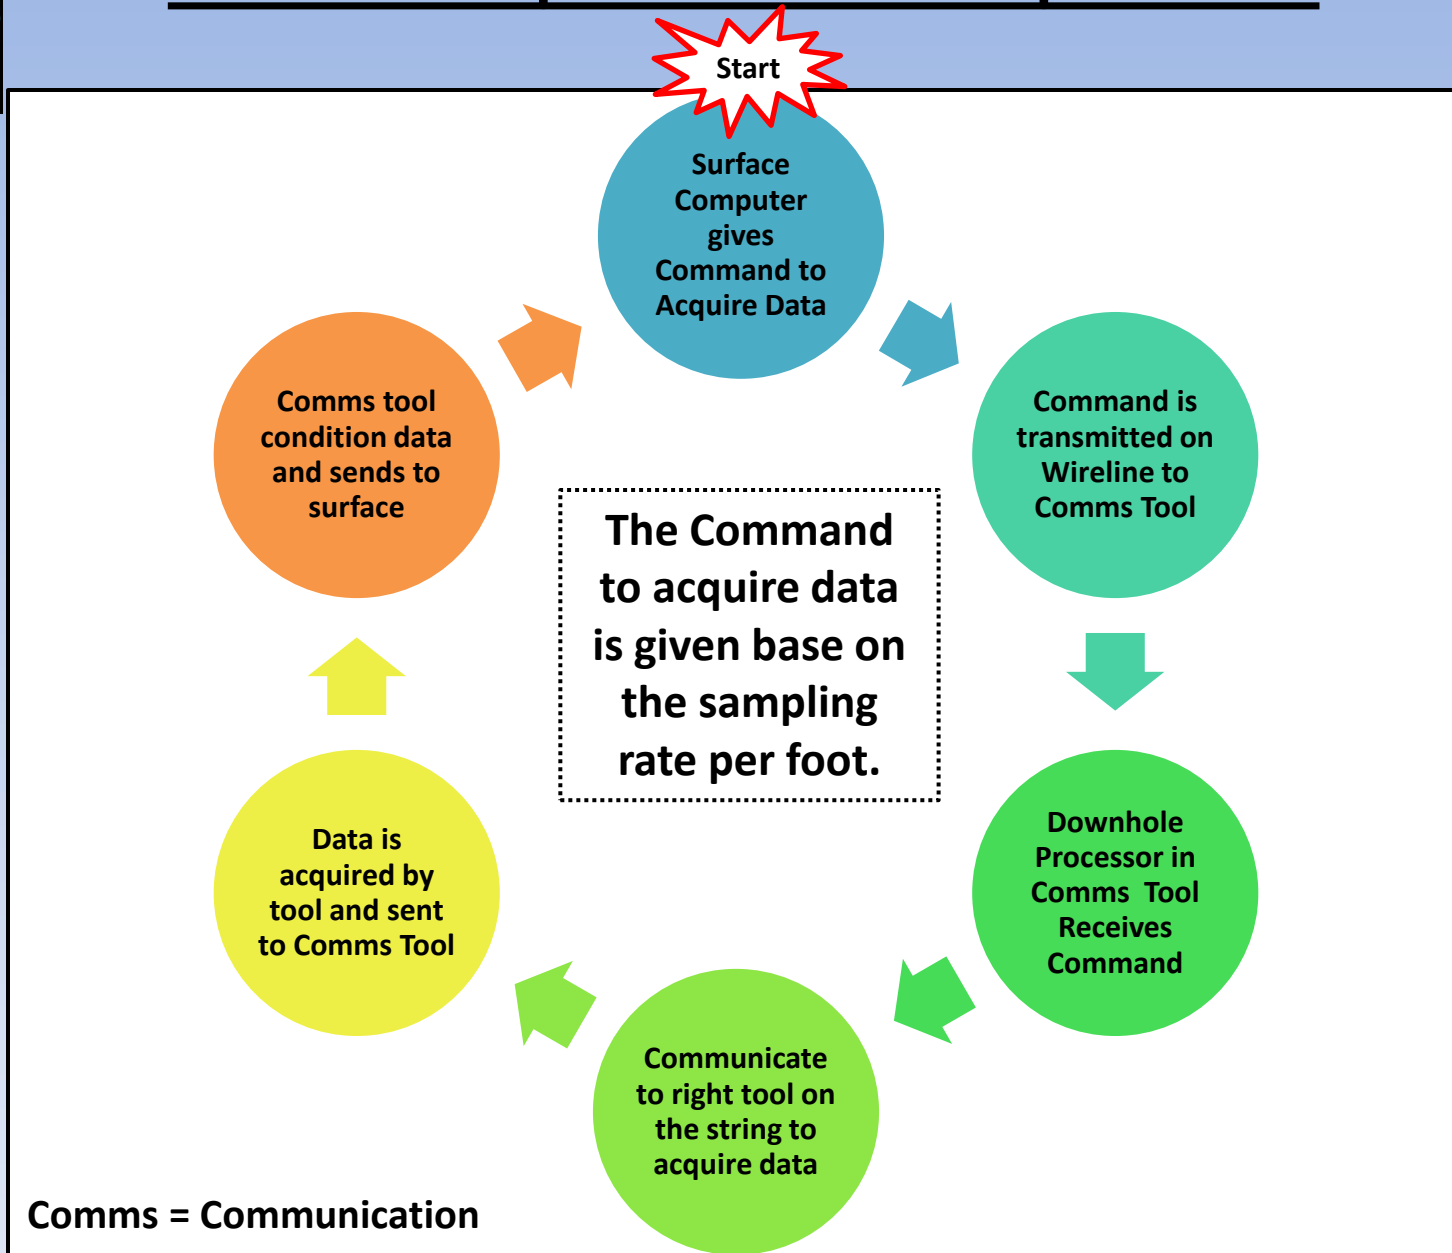 Start
Surface
Computer
gives
Command to
Acquire Data
Command is
transmitted on
Wireline to
Comms Tool
Downhole
Processor in
Comms  Tool
Receives
Command
Communicate
to right tool on
the string to
acquire data
Data is
acquired by
tool and sent
to Comms Tool
Comms tool
condition data
and sends to
surface
The Command
to acquire data
is given base on
the sampling
rate per foot.
Comms = Communication